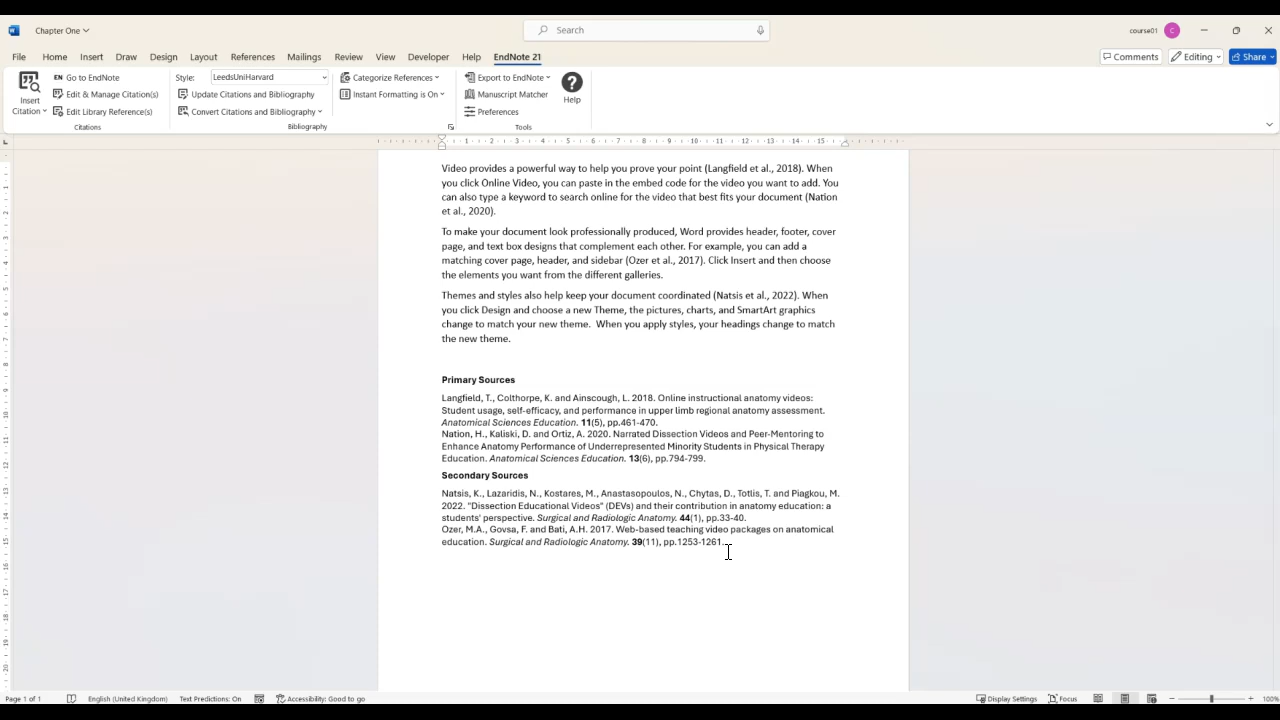 Chapter One
Search
course01
C
File Home Insert Draw Design Layout References Mailings Review View Developer Help EndNote 21
Comments Editing Share
Insert
Citation
EN Go to EndNote
Edit & Manage Citation(s)
Edit Library Reference(s)
Citations
Style: LeedsUniHarvard
Update Citations and Bibliography
Convert Citations and Bibliography
Categorize References
Instant Formatting is On
Bibliography
Export to EndNote
Manuscript Matcher
Preferences
Help
Tools
1 2 3 4 5 6 7 8 9 10 11 12 13 14 15
Video provides a powerful way to help you prove your point (Langfield et al., 2018). When
you click Online Video, you can paste in the embed code for the video you want to add. You
can also type a keyword to search online for the video that best fits your document (Nation
et al., 2020).
To make your document look professionally produced, Word provides header, footer, cover
page, and text box designs that complement each other. For example, you can add a
matching cover page, header, and sidebar (Ozer et al., 2017). Click Insert and then choose
the elements you want from the different galleries.
Themes and styles also help keep your document coordinated (Natsis et al., 2022). When
you click Design and choose a new Theme, the pictures, charts, and SmartArt graphics
change to match your new theme. When you apply styles, your headings change to match
the new theme.
Primary Sources
Langfield, T., Colthorpe, K. and Ainscough, L. 2018. Online instructional anatomy videos:
Student usage, self-efficacy, and performance in upper limb regional anatomy assessment.
Anatomical Sciences Education. 11(5), pp.461-470.
Nation, H., Kaliski, D. and Ortiz, A. 2020. Narrated Dissection Videos and Peer-Mentoring to
Enhance Anatomy Performance of Underrepresented Minority Students in Physical Therapy
Education. Anatomical Sciences Education. 13(6), pp.794-799.
Secondary Sources
Natsis, K., Lazaridis, N., Kostares, M., Anastasopoulos, N., Chytas, D., Totlis, T. and Piagkou, M.
2022. "Dissection Educational Videos" (DEVs) and their contribution in anatomy education: a
students' perspective. Surgical and Radiologic Anatomy. 44(1), pp.33-40.
Ozer, M.A., Govsa, F. and Bati, A.H. 2017. Web-based teaching video packages on anatomical
education. Surgical and Radiologic Anatomy. 39(11), pp.1253-1261.
Page 1 of 1 English (United Kingdom) Text Predictions: On Accessibility: Good to go Display Settings Focus 100%